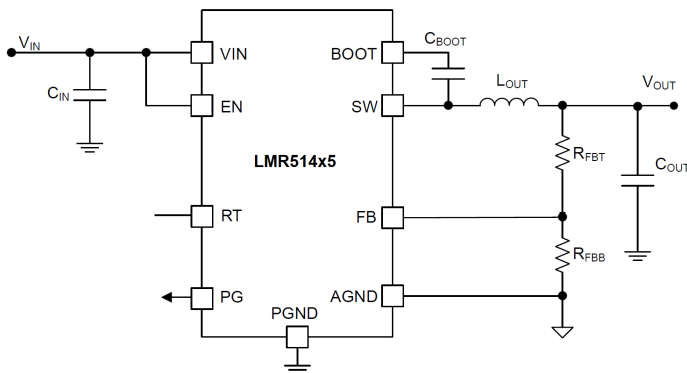 VIN
CIN
VIN
EN
RT
PG
LMR514x5
PGND
BOOT
SW
FB
AGND
CBOOT
LOUT
VOUT
RFBT
COUT
RFBB